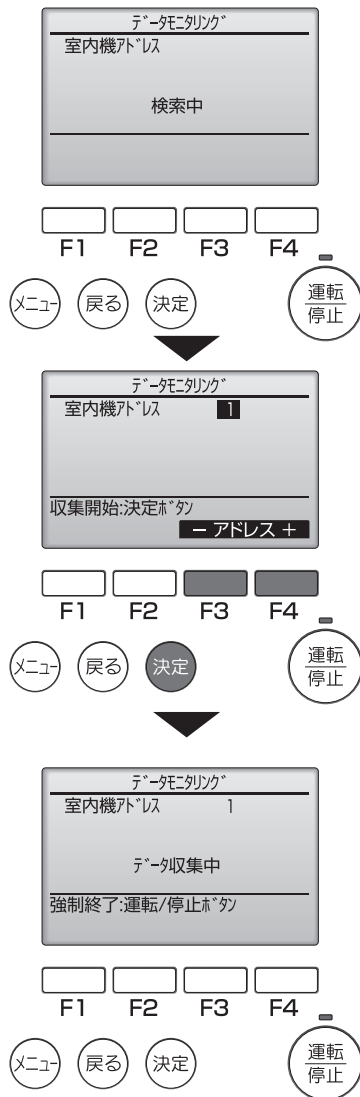 データモニタリング
室内機アドレス
検索中
F1 F2 F3 F4
メニュー 戻る 決定 運転
停止
データモニタリング
室内機アドレス 1
収集開始:決定ボタン
− アドレス +
F1 F2 F3 F4
メニュー 戻る 決定 運転
停止
データモニタリング
室内機アドレス 1
データ収集中
強制終了:運転/停止ボタン
F1 F2 F3 F4
メニュー 戻る 決定 運転
停止